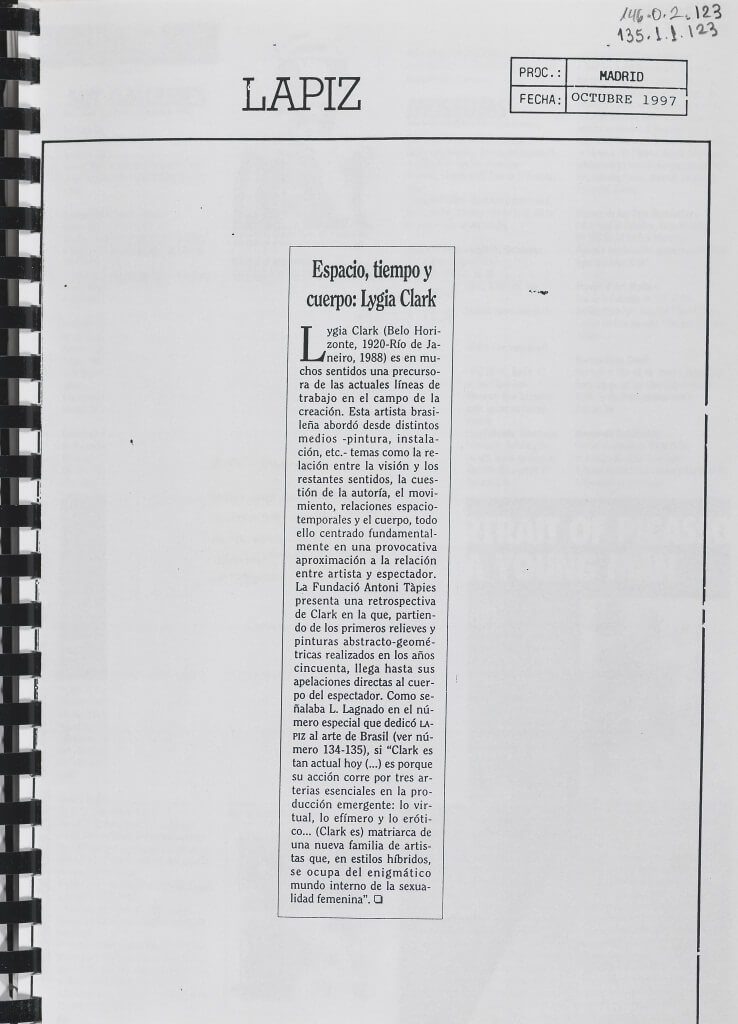 146.0.2.123
135.1.1.123
LAPIZ
PROC.: MADRID
FECHA: OCTUBRE 1997
Espacio, tiempo y
cuerpo: Lygia Clark
Lygia Clark (Belo Hori-
zonte, 1920-Río de Ja-
neiro, 1988) es en mu-
chos sentidos una precurso-
ra de las actuales líneas de
trabajo en el campo de la
creación. Esta artista brasi-
leña abordó desde distintos
medios -pintura, instala-
ción, etc.- temas como la re-
lación entre la visión y los
restantes sentidos, la cues-
tión de la autoría, el movi-
miento, relaciones espacio-
temporales y el cuerpo, todo
ello centrado fundamental-
mente en una provocativa
aproximación a la relación
entre artista y espectador.
La Fundació Antoni Tàpies
presenta una retrospectiva
de Clark en la que, partien-
do de los primeros relieves y
pinturas abstracto-geomé-
tricas realizados en los años
cincuenta, llega hasta sus
apelaciones directas al cuer-
po del espectador. Como se-
ñalaba L. Lagnado en el nú-
mero especial que dedicó LA-
PIZ al arte de Brasil (ver nú-
mero 134-135), si “Clark es
tan actual hoy (...) es porque
su acción corre por tres ar-
terias esenciales en la pro-
ducción emergente: lo vir-
tual, lo efímero y lo eróti-
co... (Clark es) matriarca de
una nueva familia de artis-
tas que, en estilos híbridos,
se ocupa del enigmático
mundo interno de la sexua-
lidad femenina”. ❏